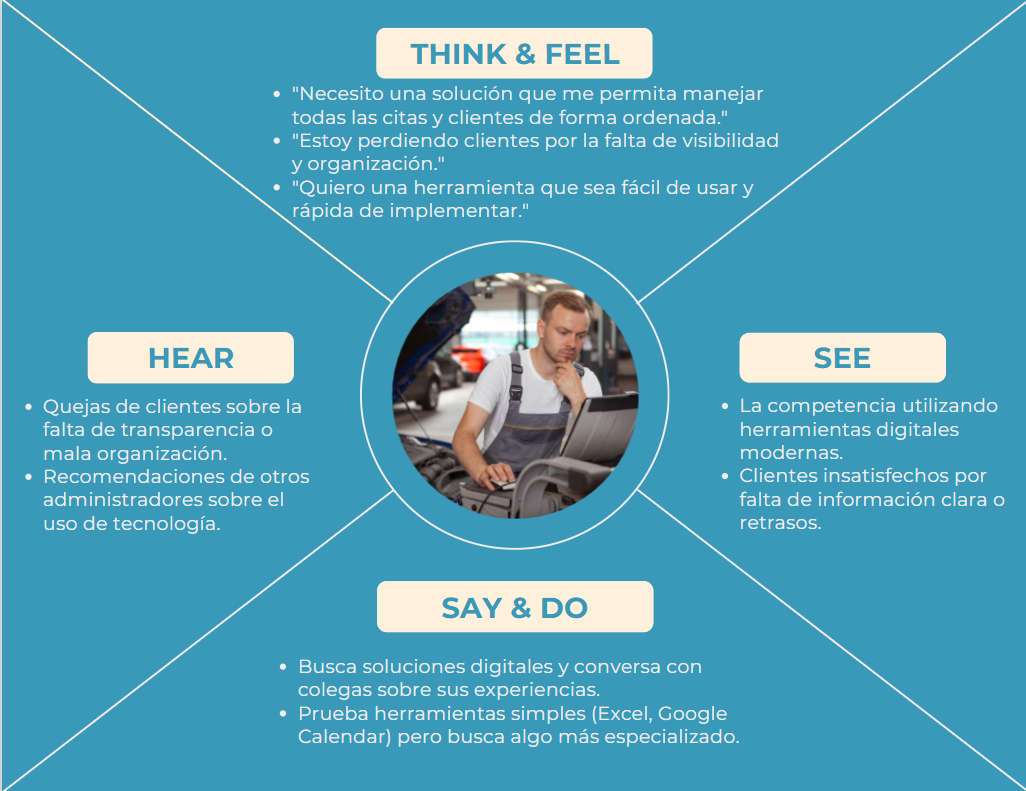 THINK & FEEL
• "Necesito una solución que me permita manejar
todas las citas y clientes de forma ordenada."
• "Estoy perdiendo clientes por la falta de visibilidad
y organización."
• "Quiero una herramienta que sea fácil de usar y
rápida de implementar."
HEAR
• Quejas de clientes sobre la
falta de transparencia o
mala organización.
• Recomendaciones de otros
administradores sobre el
uso de tecnología.
SEE
• La competencia utilizando
herramientas digitales
modernas.
• Clientes insatisfechos por
falta de información clara o
retrasos.
SAY & DO
• Busca soluciones digitales y conversa con
colegas sobre sus experiencias.
• Prueba herramientas simples (Excel, Google
Calendar) pero busca algo más especializado.